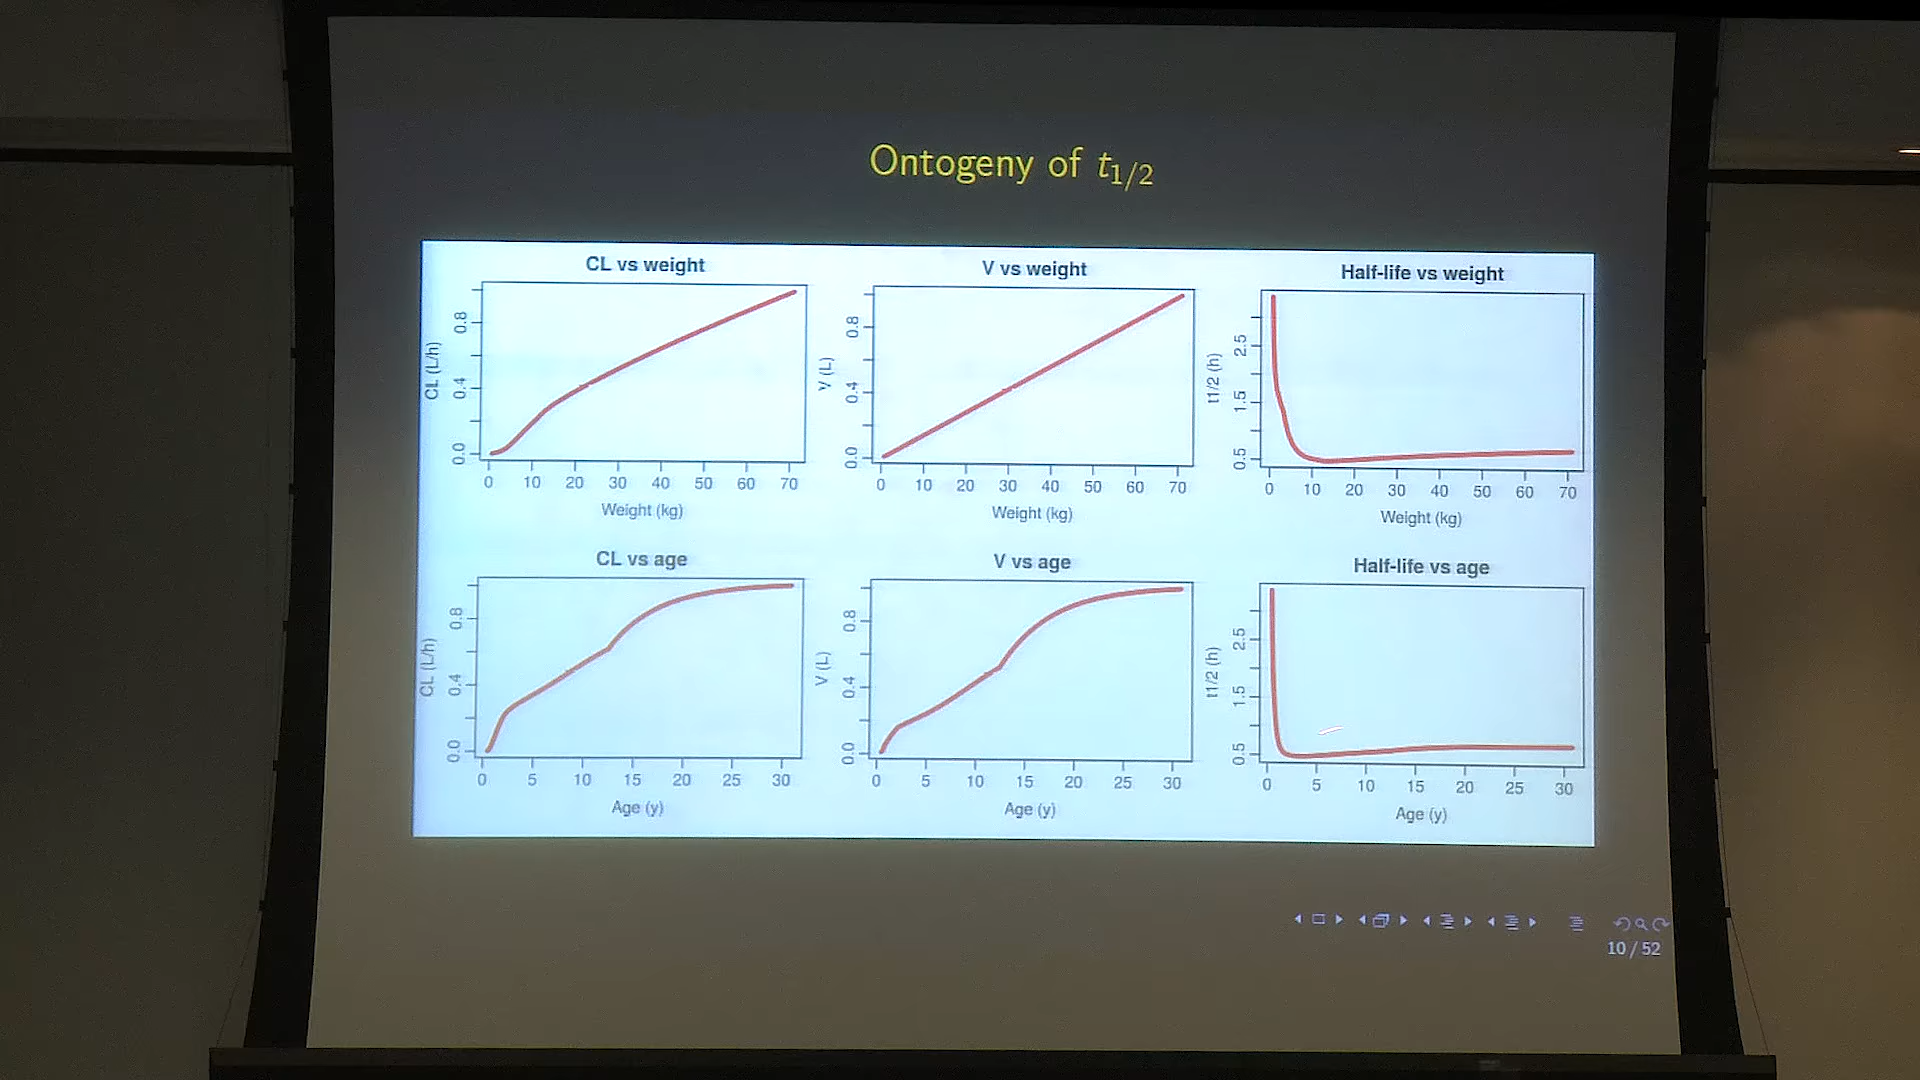 Ontogeny of t1/2
CL vs weight
CL (L/h)
0.0 0.4 0.8
0 10 20 30 40 50 60 70
Weight (kg)
V vs weight
V (L)
0.0 0.4 0.8
0 10 20 30 40 50 60 70
Weight (kg)
Half-life vs weight
t1/2 (h)
0.5 1.5 2.5
0 10 20 30 40 50 60 70
Weight (kg)
CL vs age
CL (L/h)
0.0 0.4 0.8
0 5 10 15 20 25 30
Age (y)
V vs age
V (L)
0.0 0.4 0.8
0 5 10 15 20 25 30
Age (y)
Half-life vs age
t1/2 (h)
0.5 1.5 2.5
0 5 10 15 20 25 30
Age (y)
10 / 52